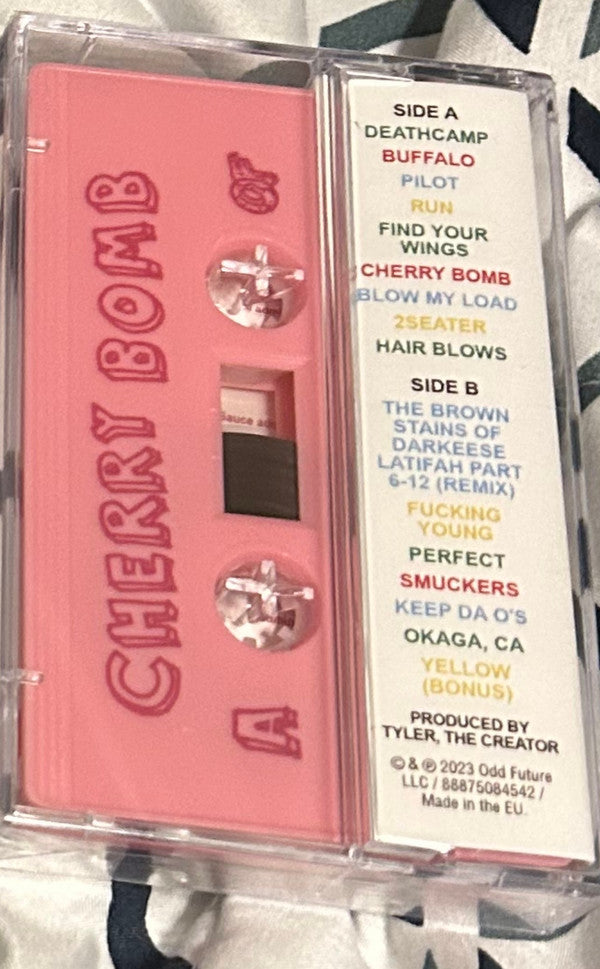 CHERRY BOMB
OF
A
Sauce
SIDE A
DEATHCAMP
BUFFALO
PILOT
RUN
FIND YOUR
WINGS
CHERRY BOMB
BLOW MY LOAD
2SEATER
HAIR BLOWS
SIDE B
THE BROWN
STAINS OF
DARKEESE
LATIFAH PART
6-12 (REMIX)
FUCKING
YOUNG
PERFECT
SMUCKERS
KEEP DA O'S
OKAGA, CA
YELLOW
(BONUS)
PRODUCED BY
TYLER, THE CREATOR
© & ℗ 2023 Odd Future
LLC / 88875084542 /
Made in the EU.